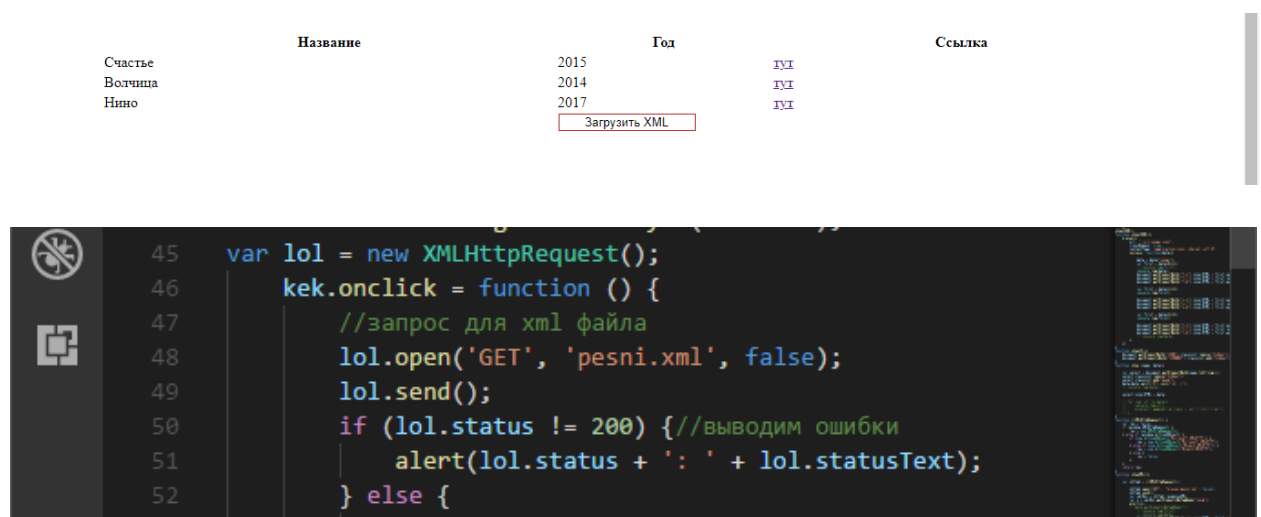 Название Год Ссылка
Счастье 2015 тут
Волчица 2014 тут
Нино 2017 тут
Загрузить XML
45 var lol = new XMLHttpRequest();
46 kek.onclick = function () {
47 //запрос для xml файла
48 lol.open('GET', 'pesni.xml', false);
49 lol.send();
50 if (lol.status != 200) {//выводим ошибки
51 alert(lol.status + ': ' + lol.statusText);
52 } else {